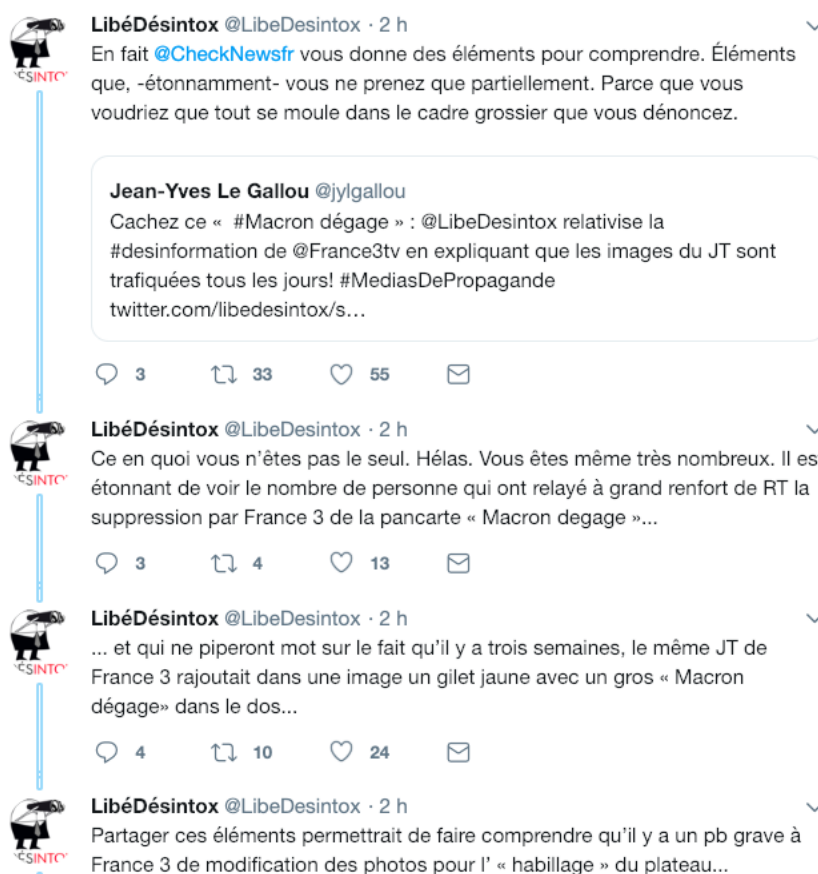 LibéDésintox @LibeDesintox · 2 h
En fait @CheckNewsfr vous donne des éléments pour comprendre. Éléments
que, -étonnamment- vous ne prenez que partiellement. Parce que vous
voudriez que tout se moule dans le cadre grossier que vous dénoncez.
Jean-Yves Le Gallou @jylgallou
Cachez ce « #Macron dégage » : @LibeDesintox relativise la
#desinformation de @France3tv en expliquant que les images du JT sont
trafiquées tous les jours! #MediasDePropagande
twitter.com/libedesintox/s…
3 33 55
LibéDésintox @LibeDesintox · 2 h
Ce en quoi vous n'êtes pas le seul. Hélas. Vous êtes même très nombreux. Il es
étonnant de voir le nombre de personne qui ont relayé à grand renfort de RT la
suppression par France 3 de la pancarte « Macron degage »...
3 4 13
LibéDésintox @LibeDesintox · 2 h
... et qui ne piperont mot sur le fait qu'il y a trois semaines, le même JT de
France 3 rajoutait dans une image un gilet jaune avec un gros « Macron
dégage» dans le dos...
4 10 24
LibéDésintox @LibeDesintox · 2 h
Partager ces éléments permettrait de faire comprendre qu'il y a un pb grave à
France 3 de modification des photos pour l' « habillage » du plateau...